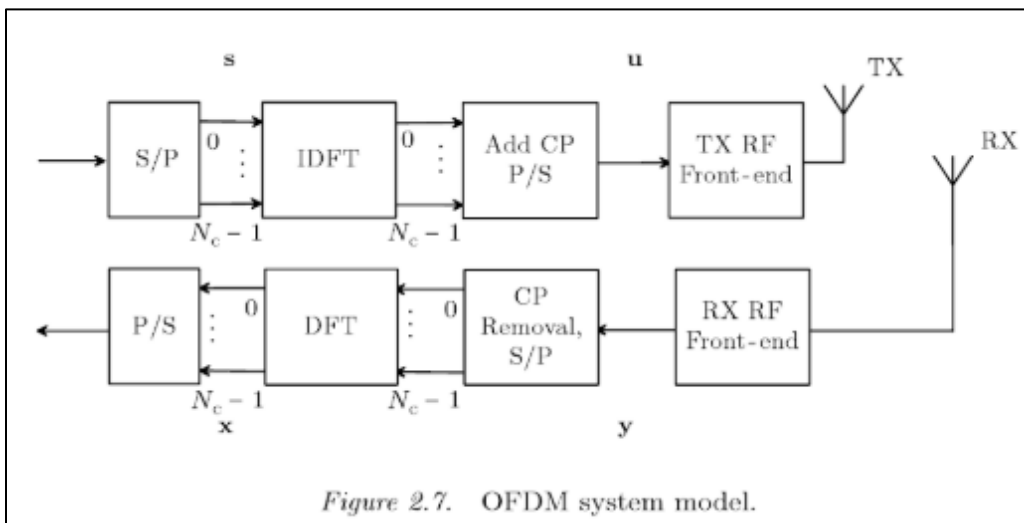 s
u
TX
S/P
0
⋮
N_c − 1
IDFT
0
⋮
N_c − 1
Add CP
P/S
TX RF
Front-end
RX
P/S
0
⋮
N_c − 1
DFT
0
⋮
N_c − 1
CP
Removal,
S/P
RX RF
Front-end
x
y
Figure 2.7. OFDM system model.